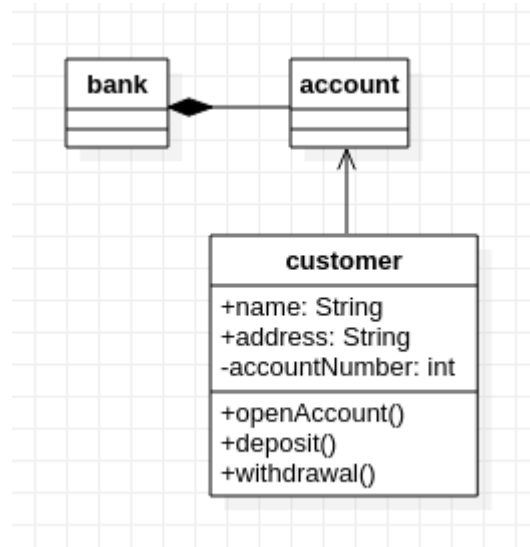 bank
account
customer
+name: String
+address: String
-accountNumber: int
+openAccount()
+deposit()
+withdrawal()